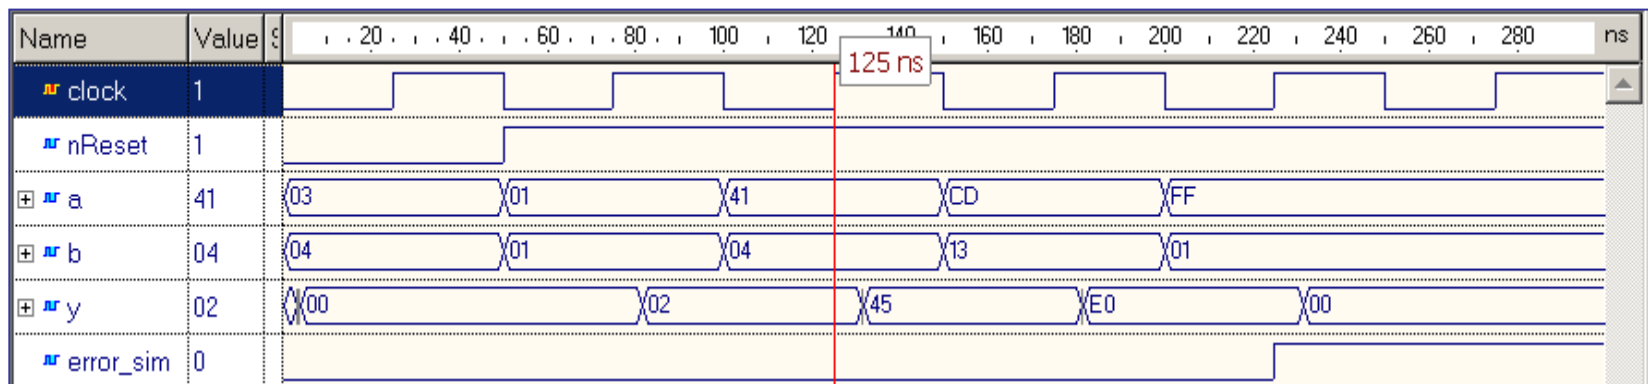 Name Value S 20 40 60 80 100 120 140 160 180 200 220 240 260 280 ns
125 ns
clock 1
nReset 1
a 41 03 01 41 CD FF
b 04 04 01 04 13 01
y 02 00 02 45 E0 00
error_sim 0